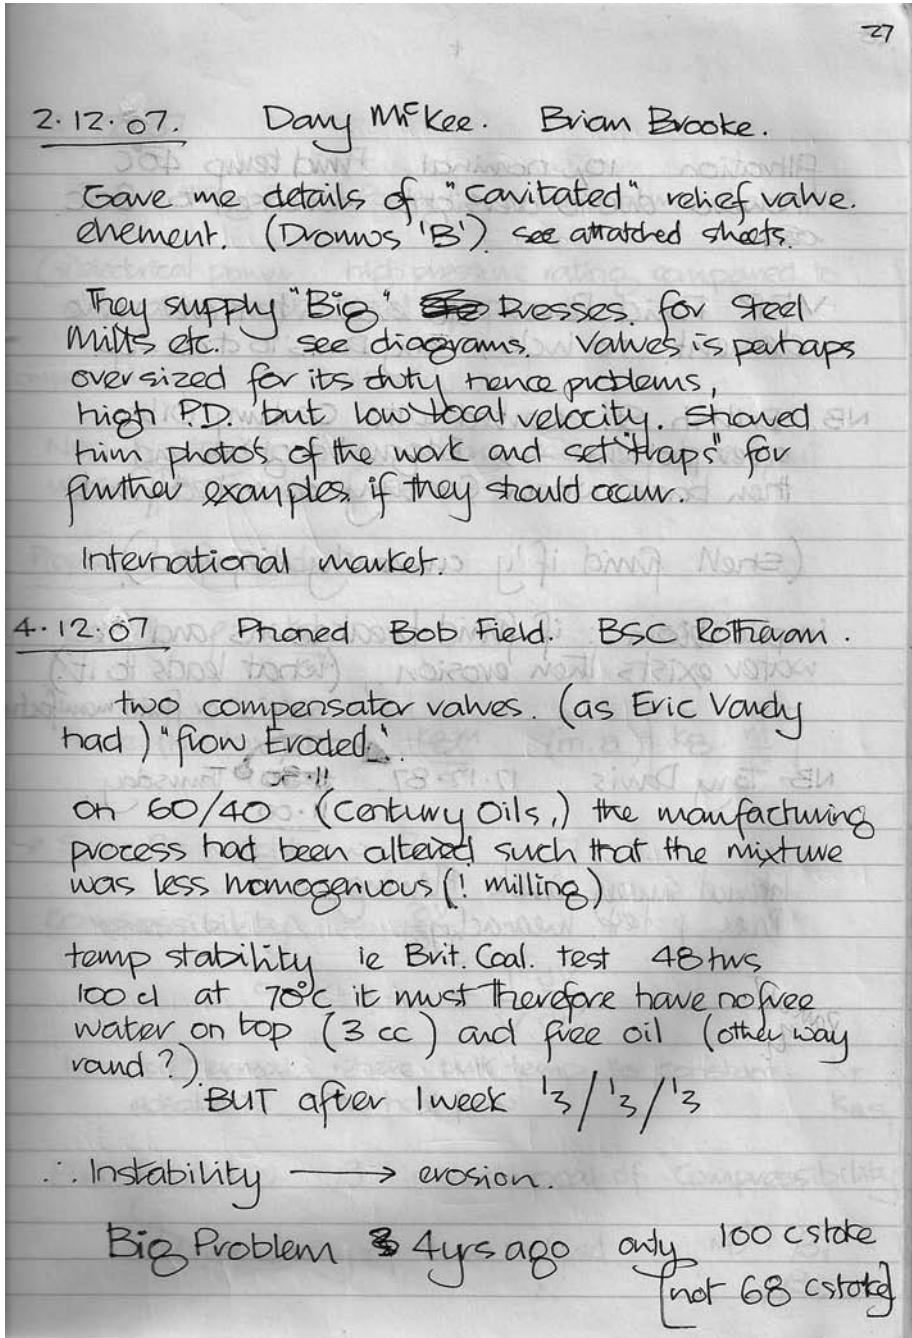 27
2.12.07. Davy McKee. Brian Brooke.
Gave me details of "cavitated" relief valve.
element. (Dronnws 'B') see attatched sheets.
They supply "Big" Presses for Steel
Mills etc. see diagrams. Valves is perhaps
oversized for its duty hence problems,
high P.D. but low local velocity. Showed
him photo's of the work and set "traps" for
further examples if they should occur.
International market.
4.12.07 Phoned Bob Field. BSC Rotheram.
two compensator valves. (as Eric Vandy
had) "flow Eroded."
on 60/40 (Century Oils,) the manfacturing
process had been altered such that the mixture
was less homogenuous (! milling)
temp stability ie Brit. Coal. test 48 hrs
100 cl at 70°c it must therefore have no free
water on top (3 cc) and free oil (othey way
round?).
BUT after 1 week 1/3 / 1/3 / 1/3
∴ Instability → erosion.
Big Problem 4yrs ago only 100 cstoke
[not 68 cstoke]